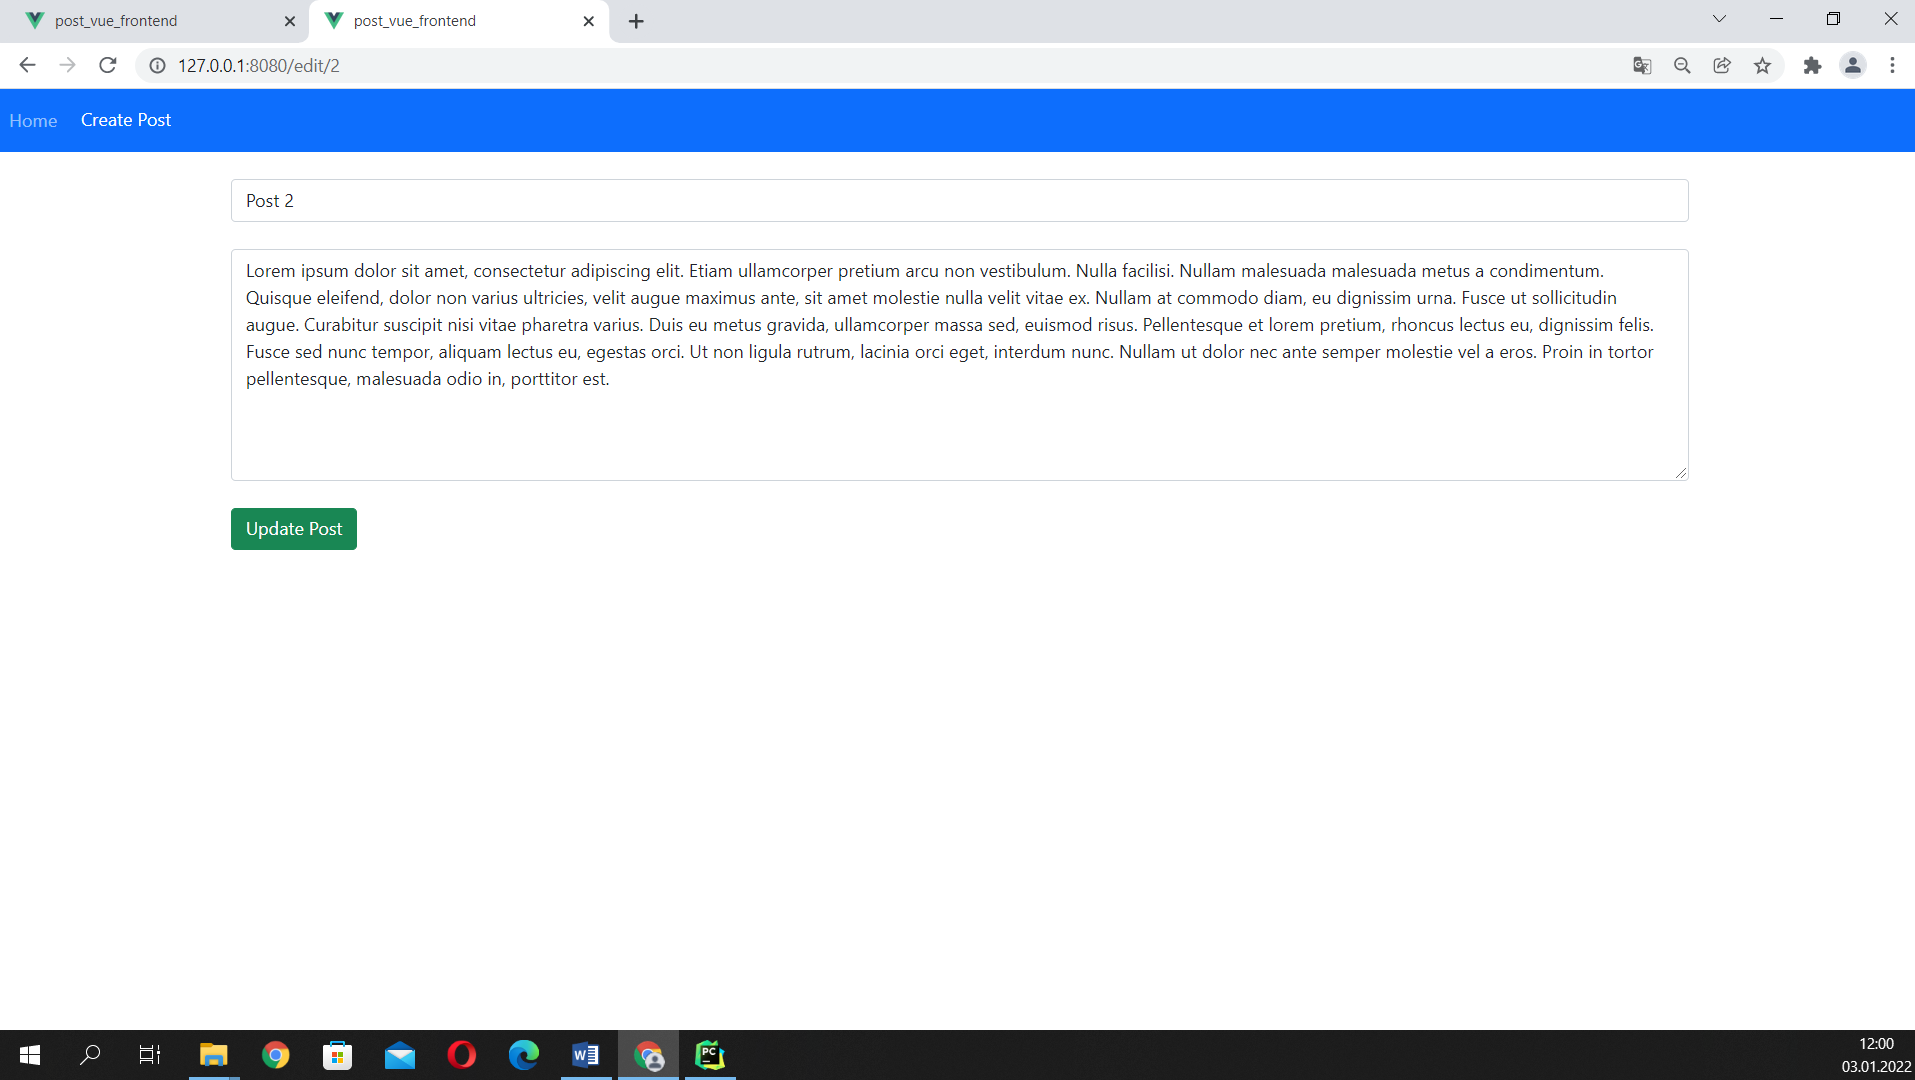 post_vue_frontend
post_vue_frontend
127.0.0.1:8080/edit/2
Home
Create Post
Post 2
Lorem ipsum dolor sit amet, consectetur adipiscing elit. Etiam ullamcorper pretium arcu non vestibulum. Nulla facilisi. Nullam malesuada malesuada metus a condimentum.
Quisque eleifend, dolor non varius ultricies, velit augue maximus ante, sit amet molestie nulla velit vitae ex. Nullam at commodo diam, eu dignissim urna. Fusce ut sollicitudin
augue. Curabitur suscipit nisi vitae pharetra varius. Duis eu metus gravida, ullamcorper massa sed, euismod risus. Pellentesque et lorem pretium, rhoncus lectus eu, dignissim felis.
Fusce sed nunc tempor, aliquam lectus eu, egestas orci. Ut non ligula rutrum, lacinia orci eget, interdum nunc. Nullam ut dolor nec ante semper molestie vel a eros. Proin in tortor
pellentesque, malesuada odio in, porttitor est.
Update Post
W
PC
12:00
03.01.2022